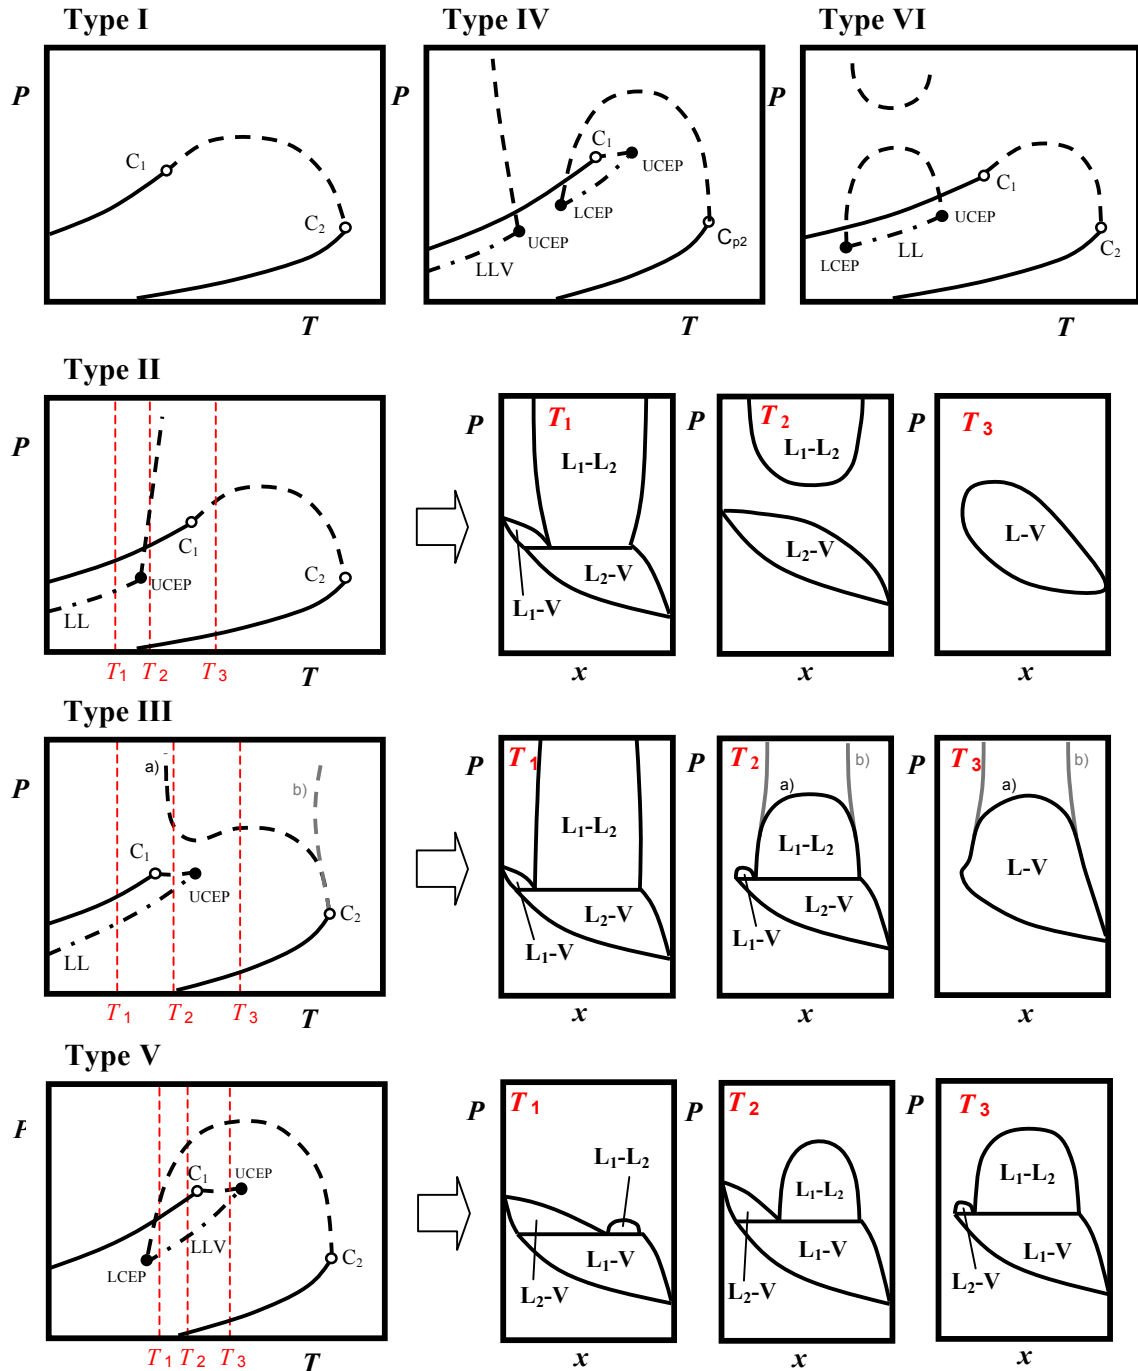 Type I
Type IV
Type VI
P
C1
C2
T
P
C1
UCEP
LCEP
UCEP
LLV
Cp2
T
P
C1
UCEP
LCEP
LL
C2
T
Type II
P
C1
UCEP
C2
LL
T1
T2
T3
T
P
T1
L1-L2
L2-V
L1-V
x
P
T2
L1-L2
L2-V
x
P
T3
L-V
x
Type III
P
a)
b)
C1
UCEP
C2
LL
T1
T2
T3
T
P
T1
L1-L2
L2-V
L1-V
x
P
T2
a)
b)
L1-L2
L2-V
L1-V
x
P
T3
a)
b)
L-V
x
Type V
P
C1
UCEP
LLV
LCEP
C2
T1
T2
T3
T
P
T1
L1-L2
L1-V
L2-V
x
P
T2
L1-L2
L1-V
L2-V
x
P
T3
L1-L2
L1-V
L2-V
x